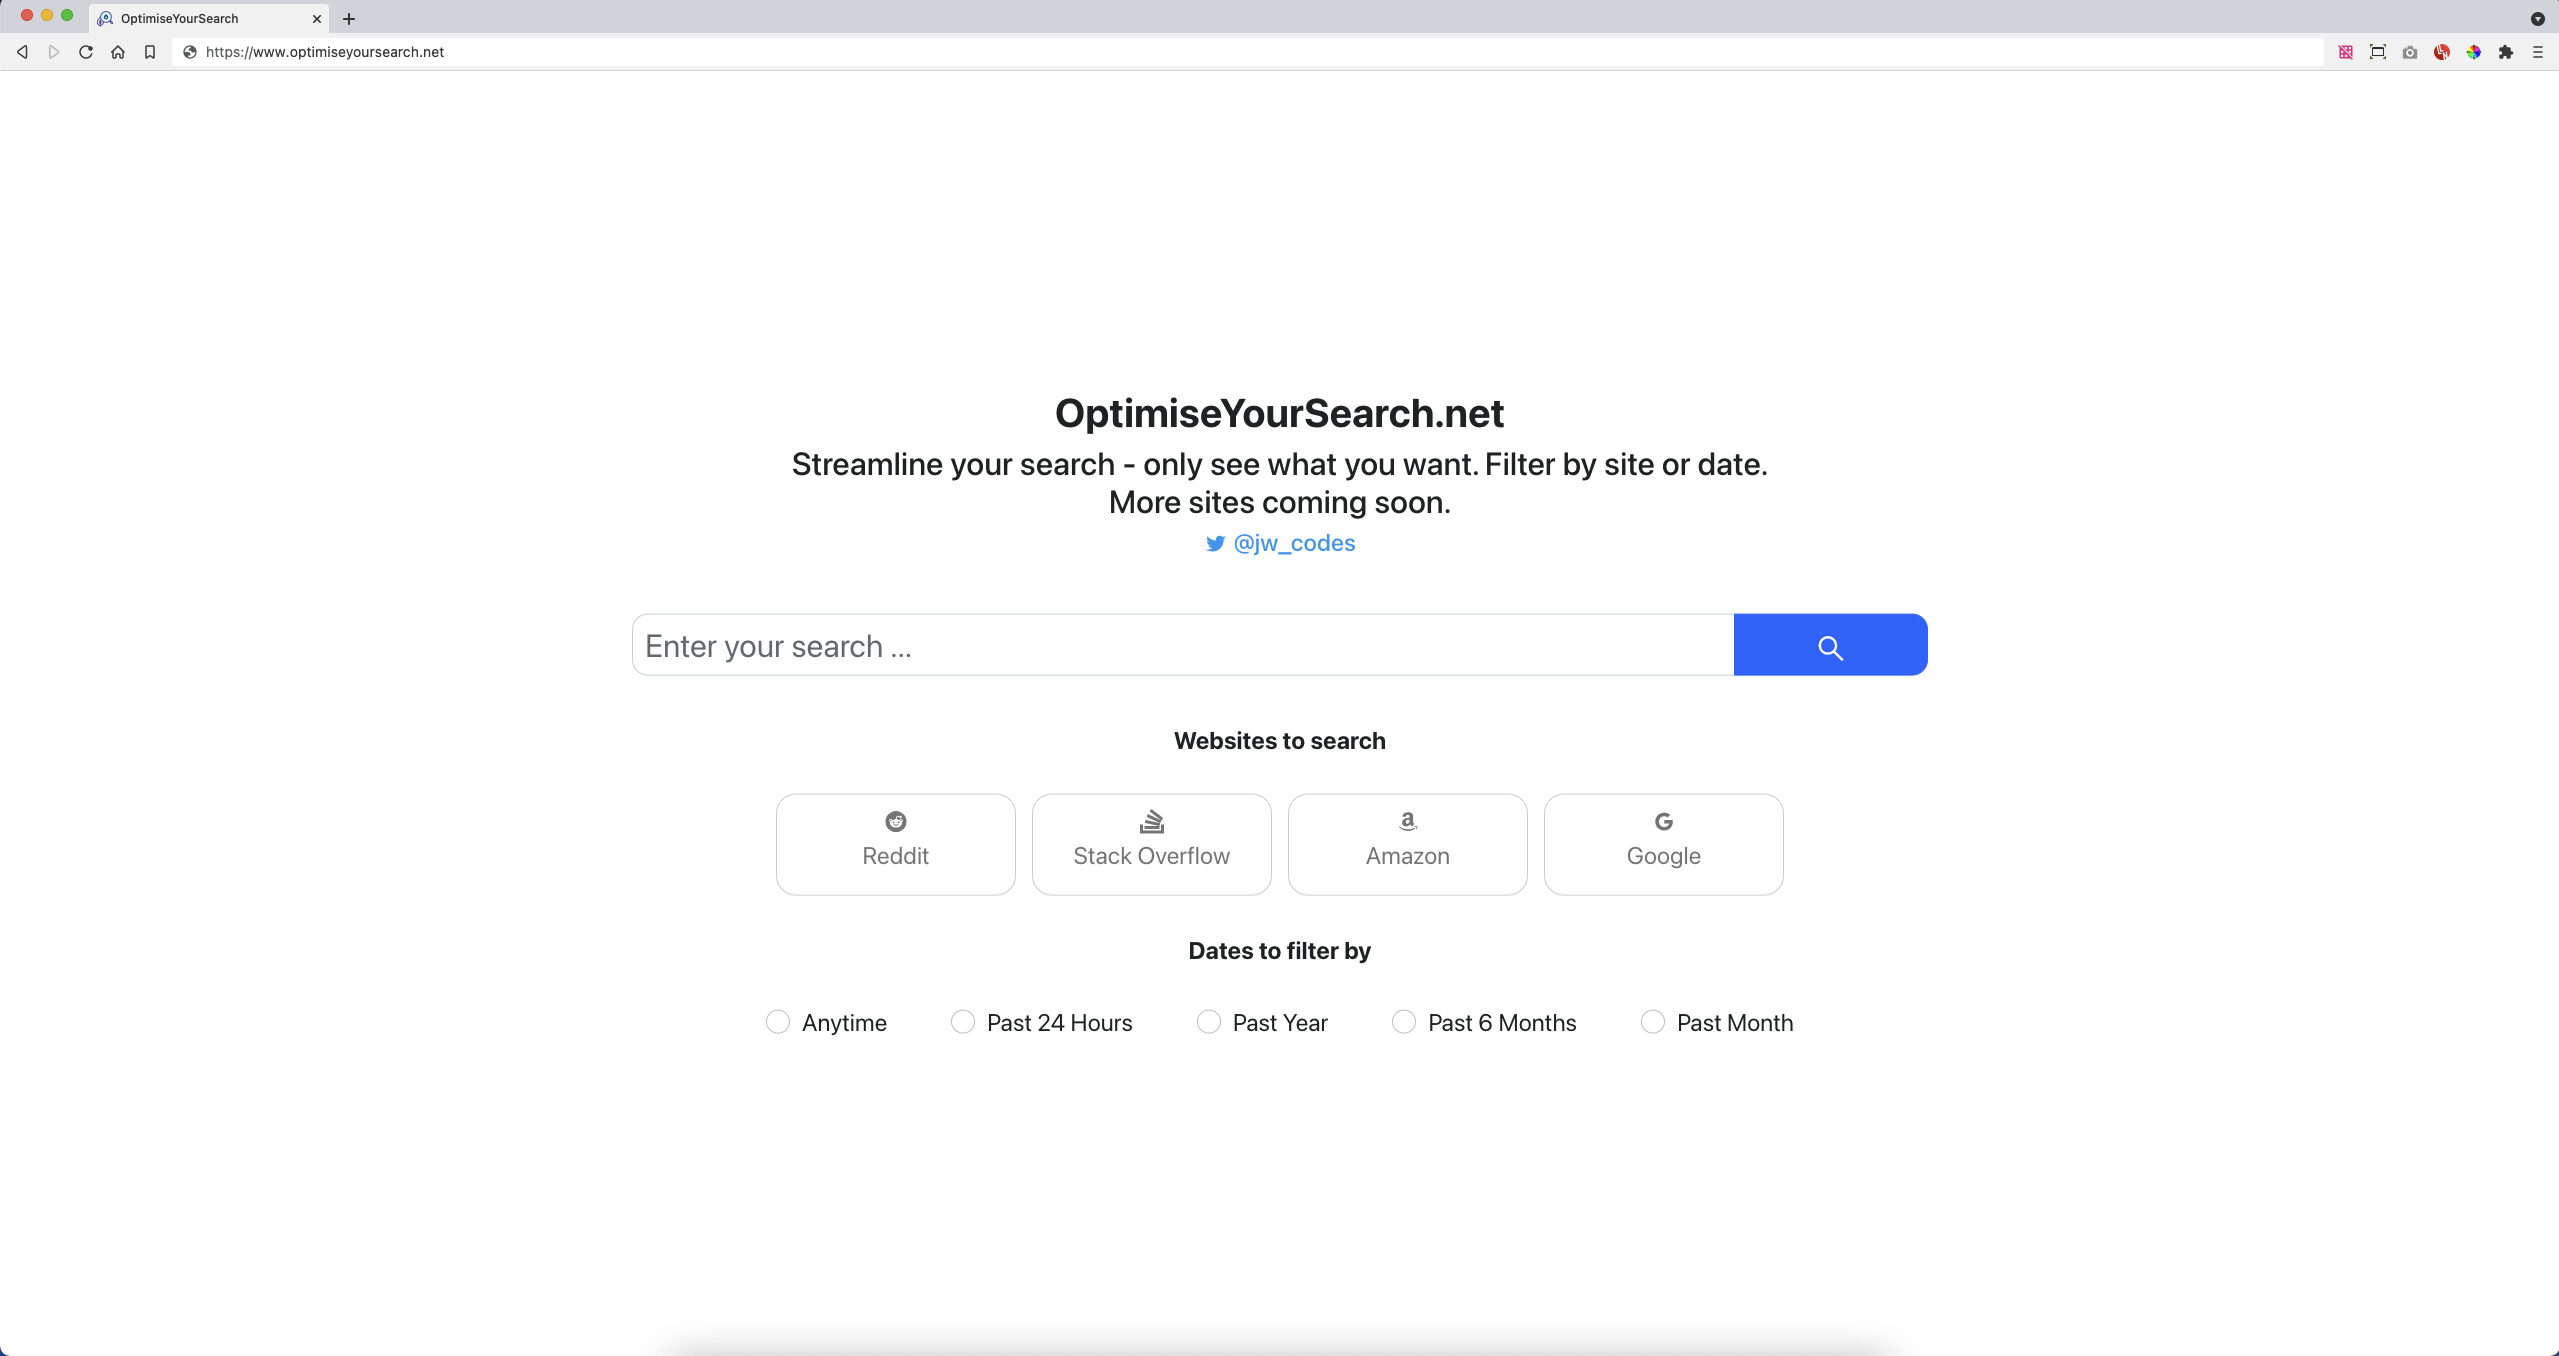 OptimiseYourSearch
https://www.optimiseyoursearch.net
OptimiseYourSearch.net
Streamline your search - only see what you want. Filter by site or date.
More sites coming soon.
@jw_codes
Enter your search ...
Websites to search
Reddit
Stack Overflow
Amazon
Google
Dates to filter by
Anytime
Past 24 Hours
Past Year
Past 6 Months
Past Month